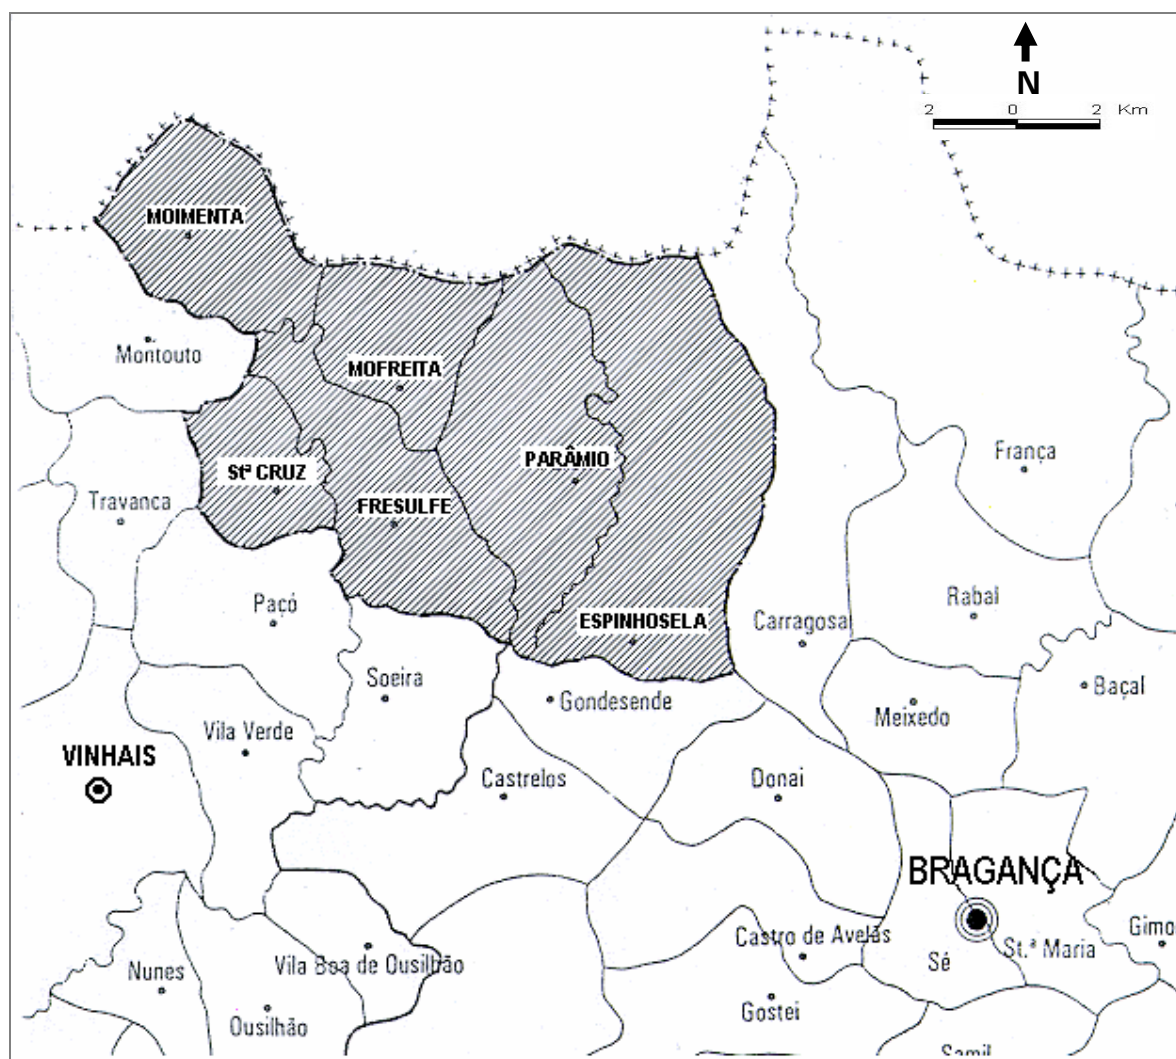 N
2 0 2 Km
MOIMENTA
Montouto
MOFREITA
França
PARÂMIO
Stª CRUZ
Travanca
FRESULFE
Rabal
Paçó
ESPINHOSELA
Carragosa
Soeira
Baçal
Gondesende
Meixedo
Vila Verde
VINHAIS
Castrelos
Donai
BRAGANÇA
Gimo
Castro de Avelãs
St.ª Maria
Sé
Vila Boa de Ousilhão
Nunes
Gostei
Ousilhão
Samil